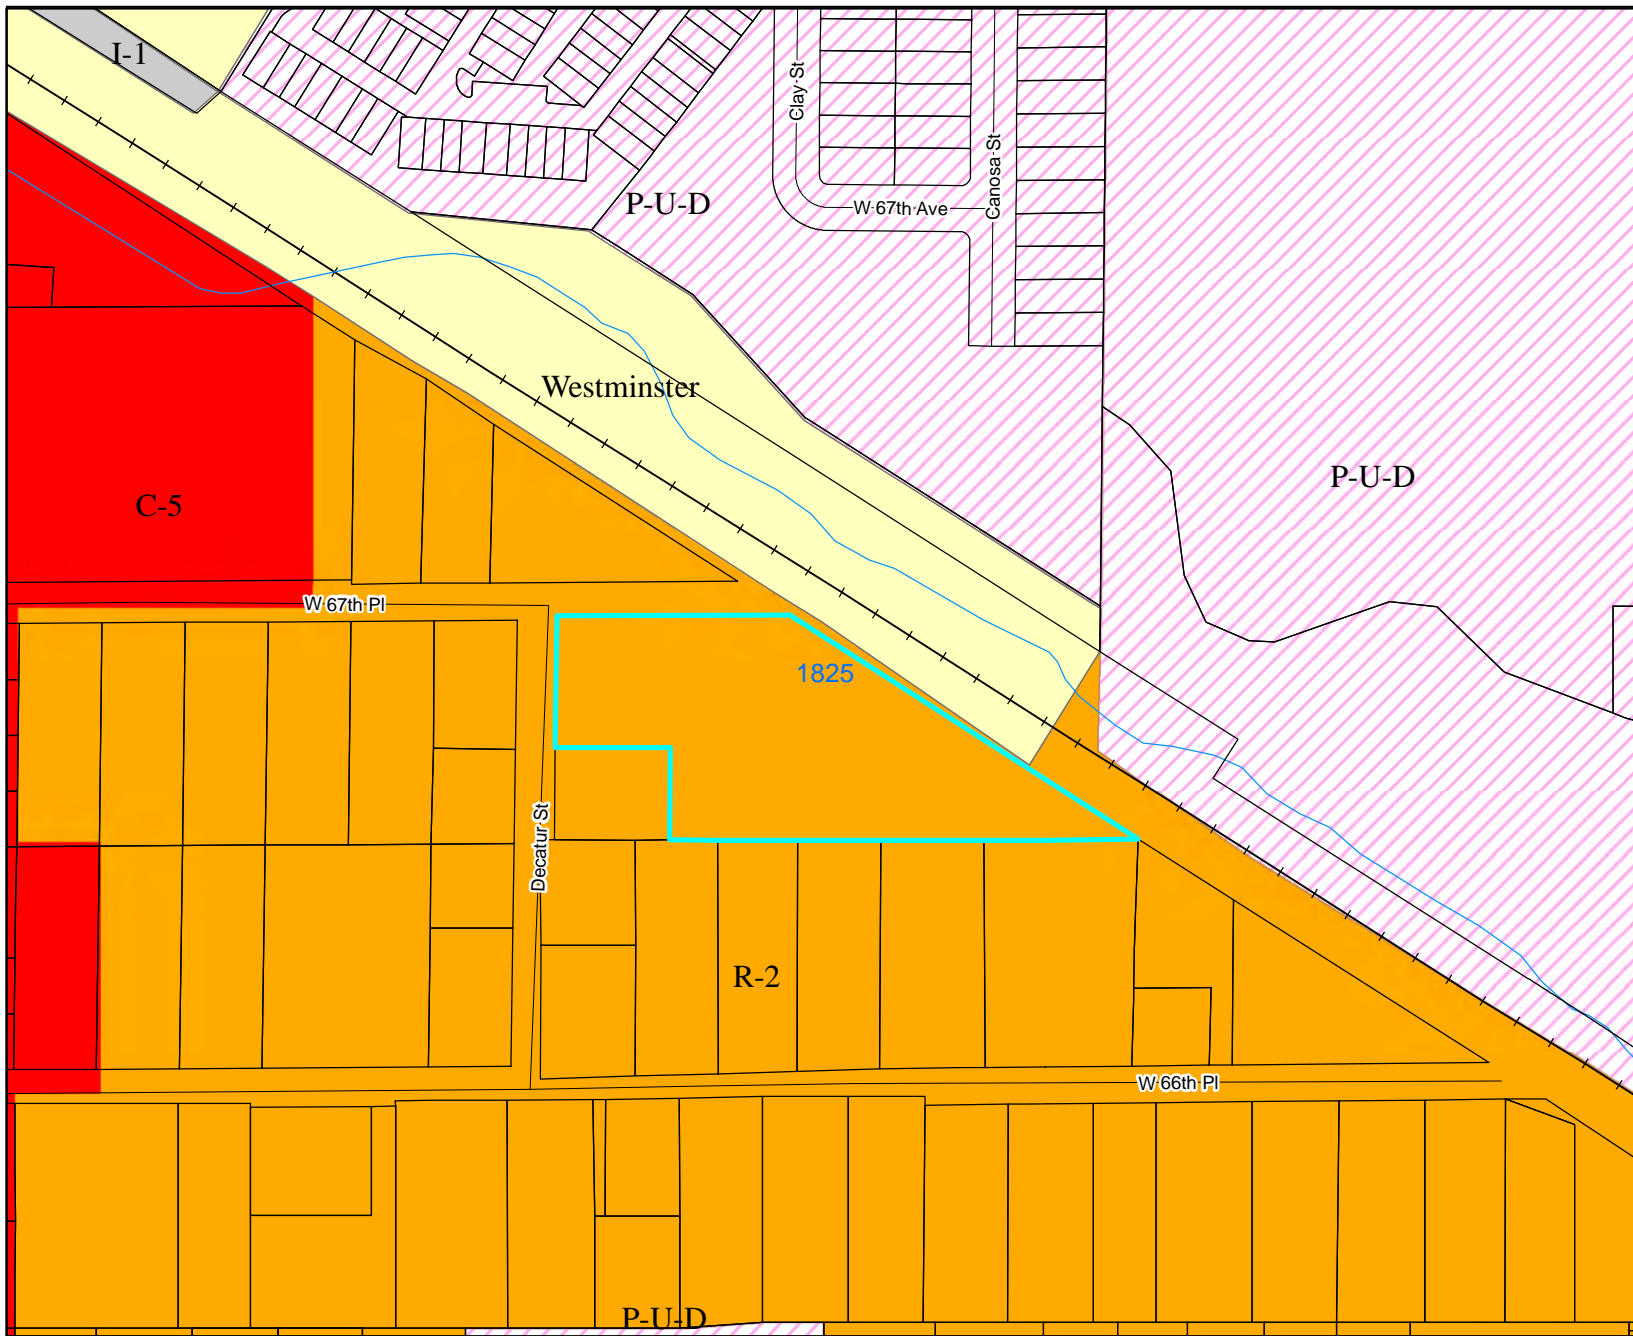 I-1
Clay St
Canosa St
P-U-D
W 67th Ave
Westminster
P-U-D
C-5
W 67th Pl
1825
Decatur St
R-2
W 66th Pl
P-U-D